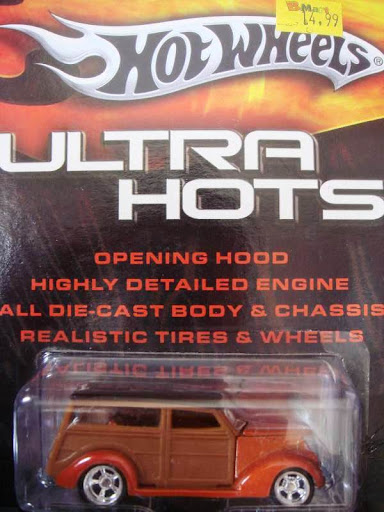 14.99
HOT WHEELS®
ULTRA
HOTS
OPENING HOOD
HIGHLY DETAILED ENGINE
ALL DIE-CAST BODY & CHASSIS
REALISTIC TIRES & WHEELS